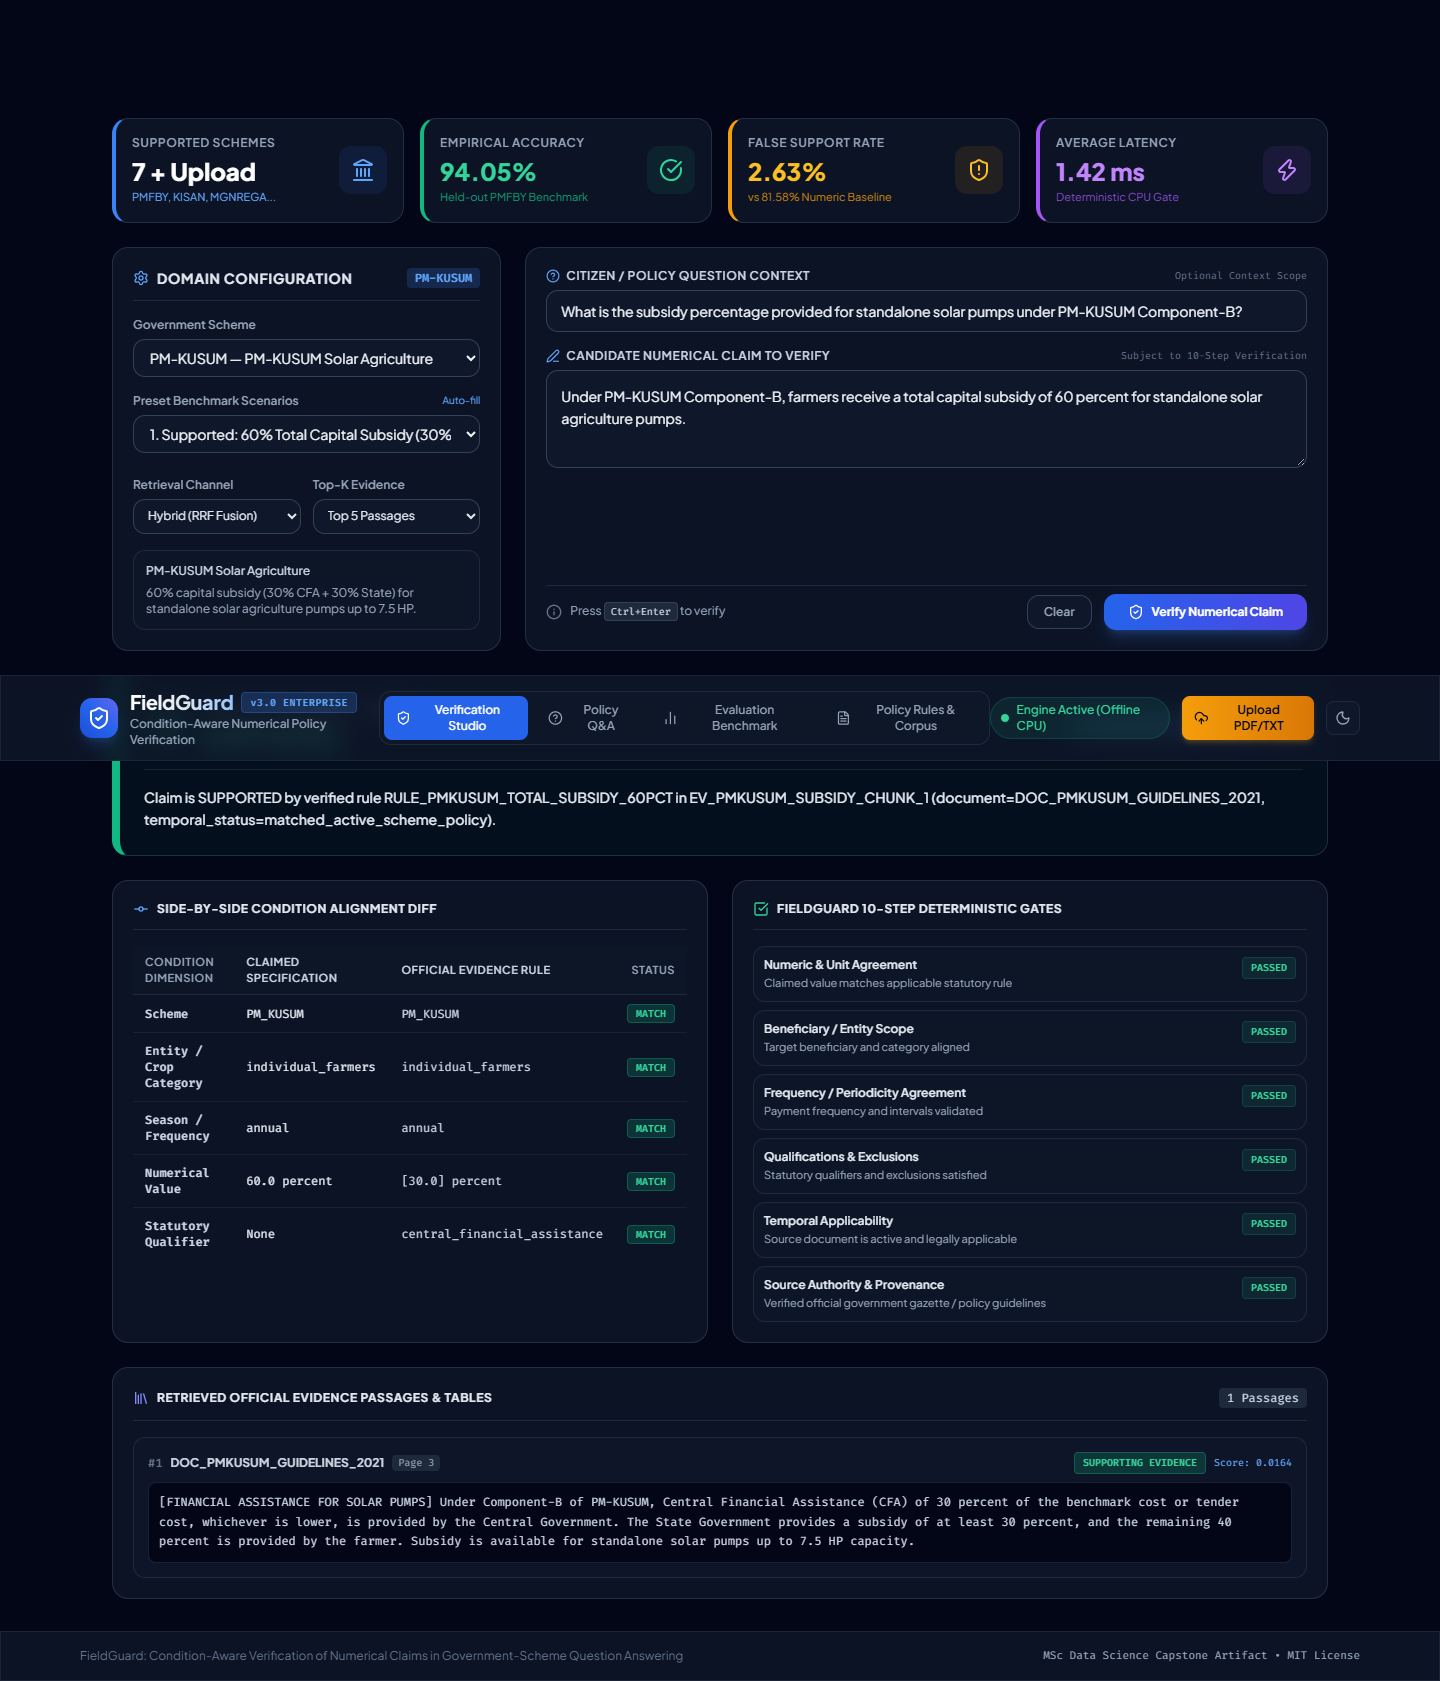 SUPPORTED SCHEMES
7 + Upload
PMFBY, KISAN, MGNREGA...
EMPIRICAL ACCURACY
94.05%
Held-out PMFBY Benchmark
FALSE SUPPORT RATE
2.63%
vs 81.58% Numeric Baseline
AVERAGE LATENCY
1.42 ms
Deterministic CPU Gate
DOMAIN CONFIGURATION
PM-KUSUM
Government Scheme
PM-KUSUM — PM-KUSUM Solar Agriculture
Preset Benchmark Scenarios
Auto-fill
1. Supported: 60% Total Capital Subsidy (30%
Retrieval Channel
Top-K Evidence
Hybrid (RRF Fusion)
Top 5 Passages
PM-KUSUM Solar Agriculture
60% capital subsidy (30% CFA + 30% State) for
standalone solar agriculture pumps up to 7.5 HP.
CITIZEN / POLICY QUESTION CONTEXT
Optional Context Scope
What is the subsidy percentage provided for standalone solar pumps under PM-KUSUM Component-B?
CANDIDATE NUMERICAL CLAIM TO VERIFY
Subject to 10-Step Verification
Under PM-KUSUM Component-B, farmers receive a total capital subsidy of 60 percent for standalone solar
agriculture pumps.
Press Ctrl+Enter to verify
Clear
Verify Numerical Claim
FieldGuard
v3.0 ENTERPRISE
Condition-Aware Numerical Policy
Verification
Verification
Studio
Policy
Q&A
Evaluation
Benchmark
Policy Rules &
Corpus
Engine Active (Offline
CPU)
Upload
PDF/TXT
Claim is SUPPORTED by verified rule RULE_PMKUSUM_TOTAL_SUBSIDY_60PCT in EV_PMKUSUM_SUBSIDY_CHUNK_1 (document=DOC_PMKUSUM_GUIDELINES_2021,
temporal_status=matched_active_scheme_policy).
SIDE-BY-SIDE CONDITION ALIGNMENT DIFF
CONDITION
DIMENSION
CLAIMED
SPECIFICATION
OFFICIAL EVIDENCE RULE
STATUS
Scheme
PM_KUSUM
PM_KUSUM
MATCH
Entity /
Crop
Category
individual_farmers
individual_farmers
MATCH
Season /
Frequency
annual
annual
MATCH
Numerical
Value
60.0 percent
[30.0] percent
MATCH
Statutory
Qualifier
None
central_financial_assistance
MATCH
FIELDGUARD 10-STEP DETERMINISTIC GATES
Numeric & Unit Agreement
Claimed value matches applicable statutory rule
PASSED
Beneficiary / Entity Scope
Target beneficiary and category aligned
PASSED
Frequency / Periodicity Agreement
Payment frequency and intervals validated
PASSED
Qualifications & Exclusions
Statutory qualifiers and exclusions satisfied
PASSED
Temporal Applicability
Source document is active and legally applicable
PASSED
Source Authority & Provenance
Verified official government gazette / policy guidelines
PASSED
RETRIEVED OFFICIAL EVIDENCE PASSAGES & TABLES
1 Passages
#1 DOC_PMKUSUM_GUIDELINES_2021 Page 3
SUPPORTING EVIDENCE
Score: 0.0164
[FINANCIAL ASSISTANCE FOR SOLAR PUMPS] Under Component-B of PM-KUSUM, Central Financial Assistance (CFA) of 30 percent of the benchmark cost or tender
cost, whichever is lower, is provided by the Central Government. The State Government provides a subsidy of at least 30 percent, and the remaining 40
percent is provided by the farmer. Subsidy is available for standalone solar pumps up to 7.5 HP capacity.
FieldGuard: Condition-Aware Verification of Numerical Claims in Government-Scheme Question Answering
MSc Data Science Capstone Artifact • MIT License